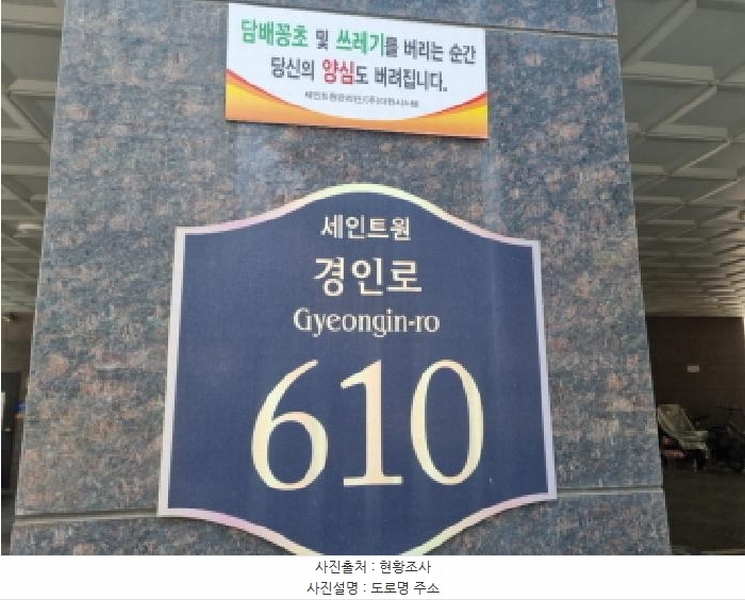 담배꽁초 및 쓰레기를 버리는 순간
당신의 양심도 버려집니다.
세인트원
경인로
Gyeongin-ro
610
사진출처 : 현황조사
사진설명 : 도로명 주소